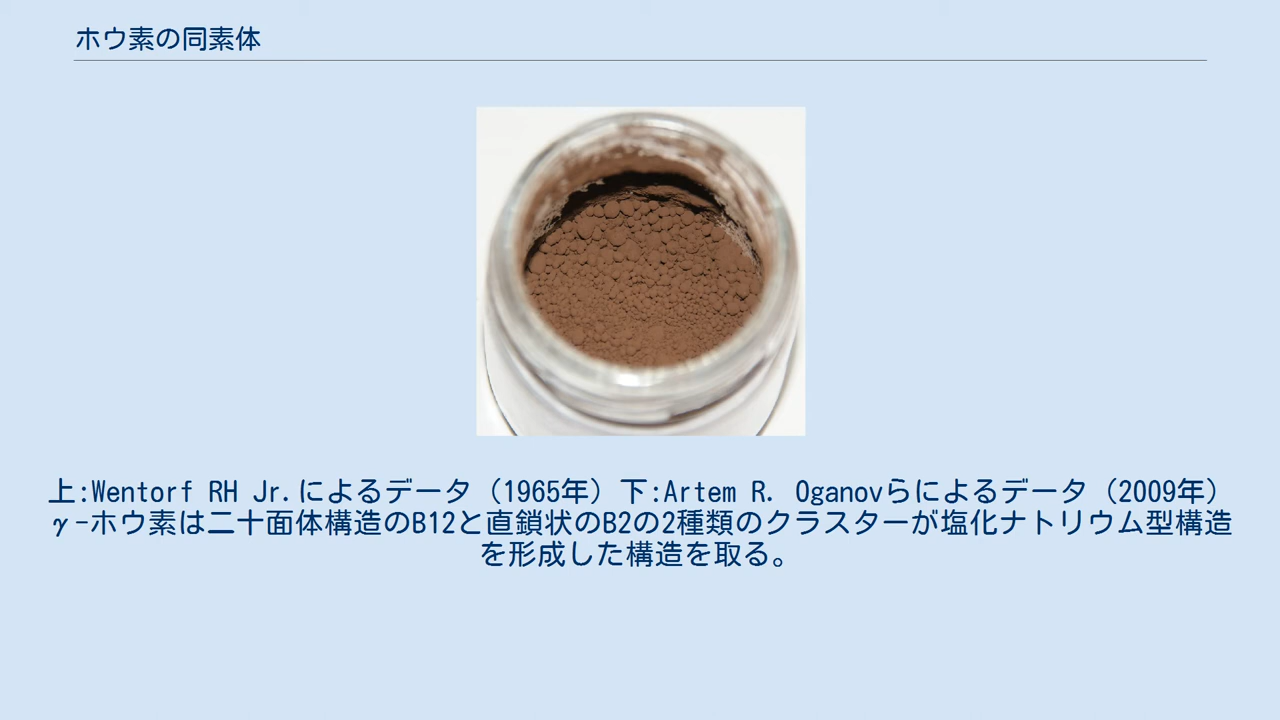 ホウ素の同素体
上:Wentorf RH Jr.によるデータ（1965年）下:Artem R. Oganovらによるデータ（2009年）
γ-ホウ素は二十面体構造のB12と直鎖状のB2の2種類のクラスターが塩化ナトリウム型構造
を形成した構造を取る。